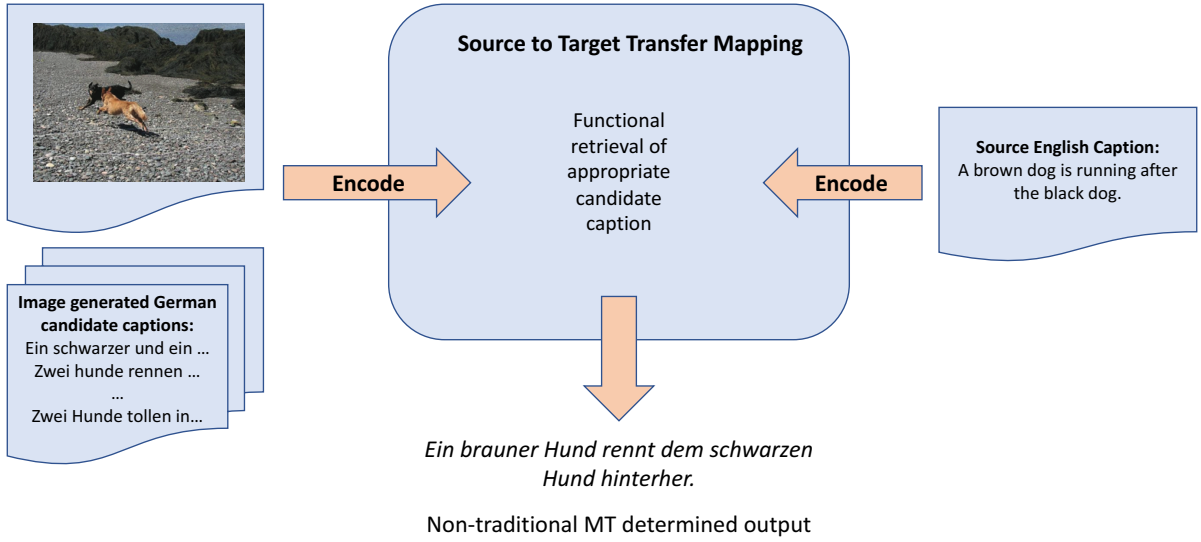 Source to Target Transfer Mapping
Functional
retrieval of
appropriate
candidate
caption
Encode
Encode
Source English Caption:
A brown dog is running after
the black dog.
Image generated German
candidate captions:
Ein schwarzer und ein ...
Zwei hunde rennen ...
...
Zwei Hunde tollen in...
Ein brauner Hund rennt dem schwarzen
Hund hinterher.
Non-traditional MT determined output